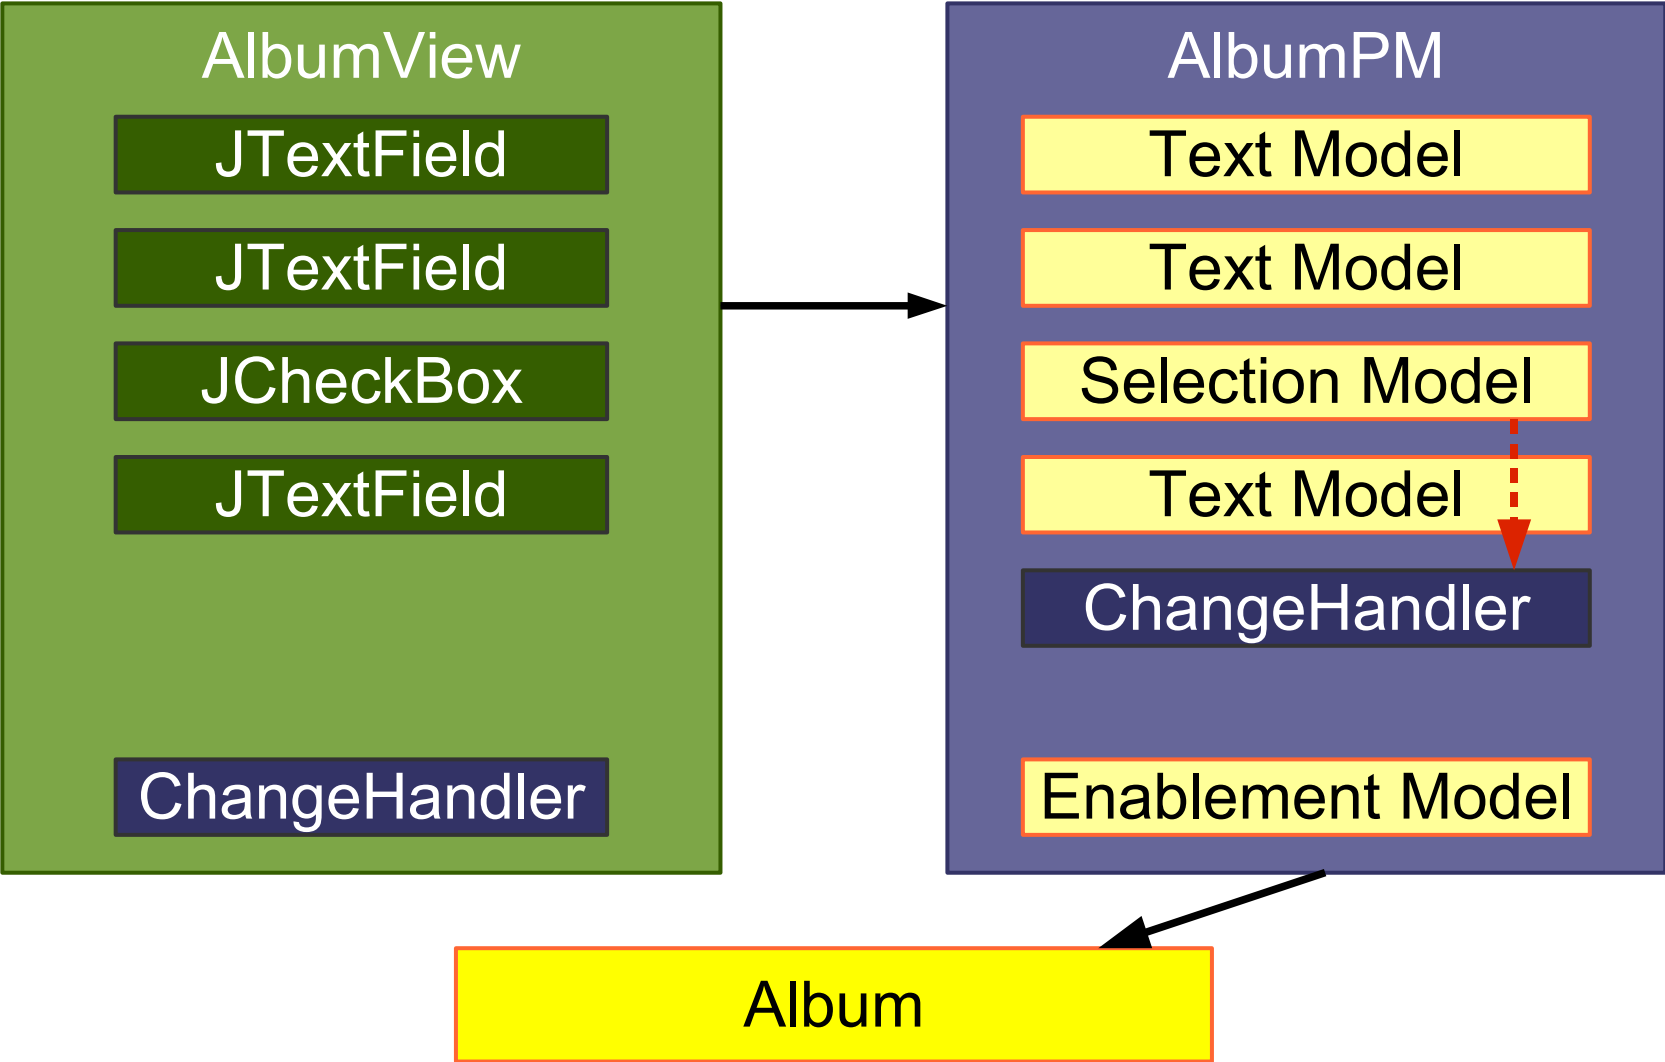 AlbumView
JTextField
JTextField
JCheckBox
JTextField
ChangeHandler
AlbumPM
Text Model
Text Model
Selection Model
Text Model
ChangeHandler
Enablement Model
Album